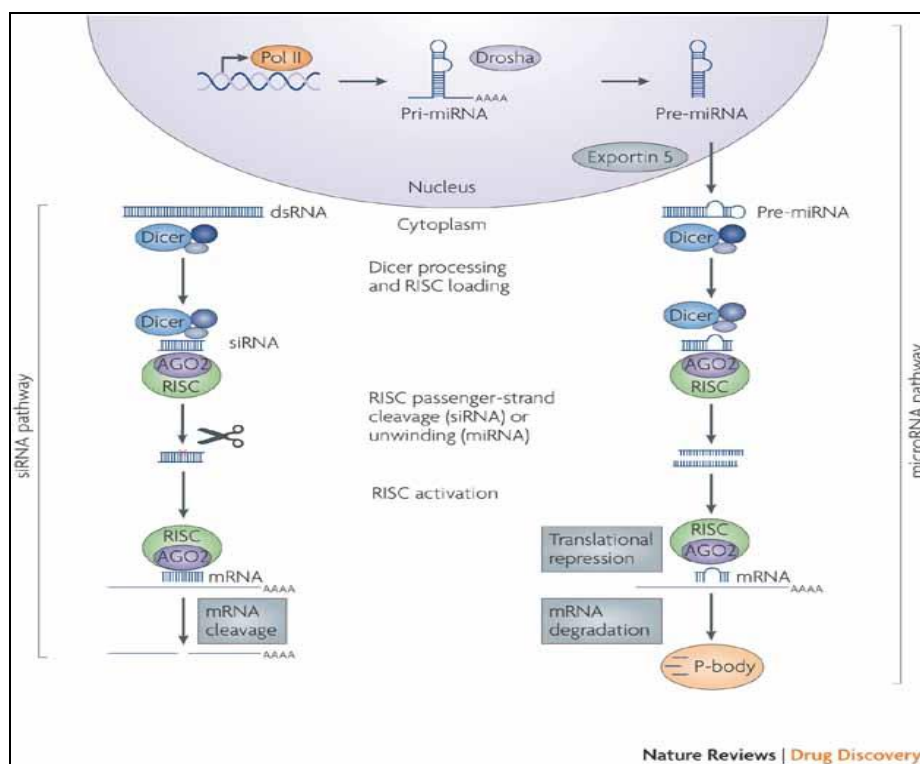 Pol II
Drosha
AAAA
Pri-miRNA
Pre-miRNA
Exportin 5
Nucleus
Cytoplasm
dsRNA
Pre-miRNA
Dicer
Dicer
Dicer processing
and RISC loading
Dicer
siRNA
AGO2
RISC
Dicer
AGO2
RISC
siRNA pathway
microRNA pathway
RISC passenger-strand
cleavage (siRNA) or
unwinding (miRNA)
RISC activation
RISC
AGO2
mRNA
AAAA
Translational
repression
RISC
AGO2
mRNA
AAAA
mRNA
cleavage
AAAA
mRNA
degradation
P-body
Nature Reviews | Drug Discovery